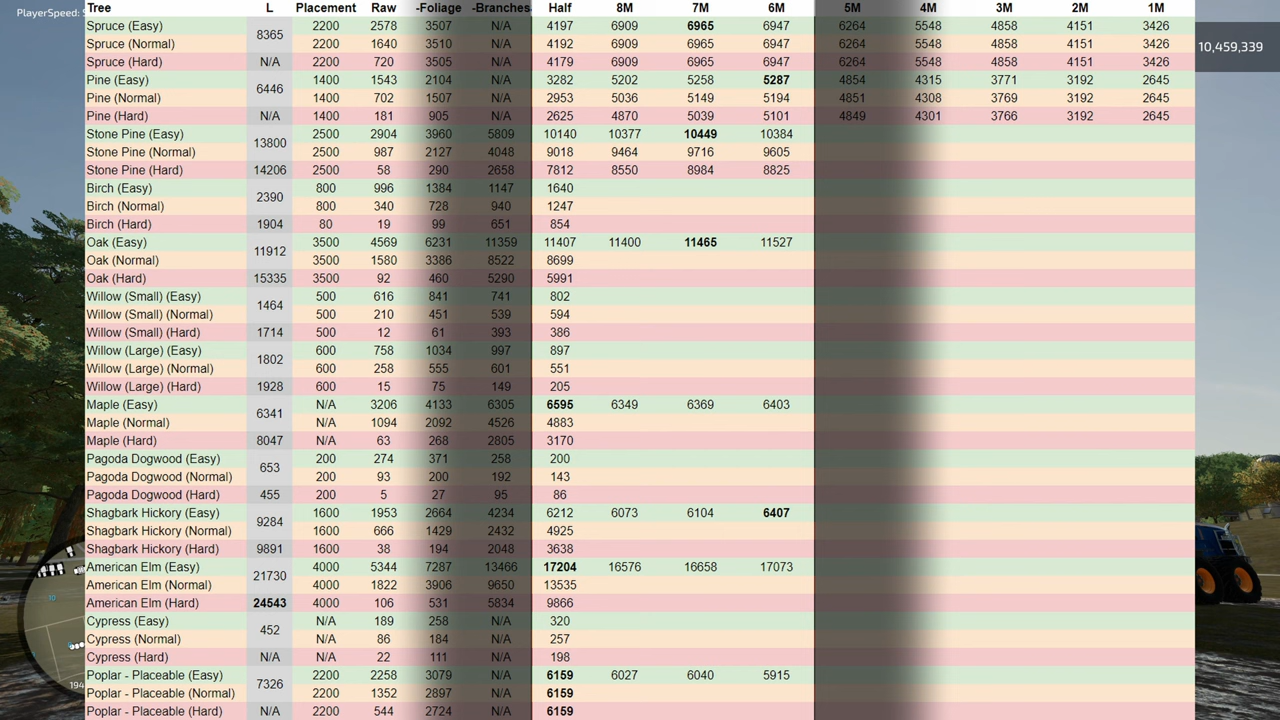 PlayerSpeed:
Tree L Placement Raw -Foliage -Branches Half 8M 7M 6M 5M 4M 3M 2M 1M
Spruce (Easy) 8365 2200 2578 3507 N/A 4197 6909 6965 6947 6264 5548 4858 4151 3426
Spruce (Normal) 2200 1640 3510 N/A 4192 6909 6965 6947 6264 5548 4858 4151 3426
10,459,339
Spruce (Hard) N/A 2200 720 3505 N/A 4179 6909 6965 6947 6264 5548 4858 4151 3426
Pine (Easy) 6446 1400 1543 2104 N/A 3282 5202 5258 5287 4854 4315 3771 3192 2645
Pine (Normal) 1400 702 1507 N/A 2953 5036 5149 5194 4851 4308 3769 3192 2645
Pine (Hard) N/A 1400 181 905 N/A 2625 4870 5039 5101 4849 4301 3766 3192 2645
Stone Pine (Easy) 13800 2500 2904 3960 5809 10140 10377 10449 10384
Stone Pine (Normal) 2500 987 2127 4048 9018 9464 9716 9605
Stone Pine (Hard) 14206 2500 58 290 2658 7812 8550 8984 8825
Birch (Easy) 2390 800 996 1384 1147 1640
Birch (Normal) 800 340 728 940 1247
Birch (Hard) 1904 80 19 99 651 854
Oak (Easy) 11912 3500 4569 6231 11359 11407 11400 11465 11527
Oak (Normal) 3500 1580 3386 8522 8699
Oak (Hard) 15335 3500 92 460 5290 5991
Willow (Small) (Easy) 1464 500 616 841 741 802
Willow (Small) (Normal) 500 210 451 539 594
Willow (Small) (Hard) 1714 500 12 61 393 386
Willow (Large) (Easy) 1802 600 758 1034 997 897
Willow (Large) (Normal) 600 258 555 601 551
Willow (Large) (Hard) 1928 600 15 75 149 205
Maple (Easy) 6341 N/A 3206 4133 6305 6595 6349 6369 6403
Maple (Normal) N/A 1094 2092 4526 4883
Maple (Hard) 8047 N/A 63 268 2805 3170
Pagoda Dogwood (Easy) 653 200 274 371 258 200
Pagoda Dogwood (Normal) 200 93 200 192 143
Pagoda Dogwood (Hard) 455 200 5 27 95 86
Shagbark Hickory (Easy) 9284 1600 1953 2664 4234 6212 6073 6104 6407
Shagbark Hickory (Normal) 1600 666 1429 2432 4925
Shagbark Hickory (Hard) 9891 1600 38 194 2048 3638
American Elm (Easy) 21730 4000 5344 7287 13466 17204 16576 16658 17073
American Elm (Normal) 4000 1822 3906 9650 13535
American Elm (Hard) 24543 4000 106 531 5834 9866
Cypress (Easy) 452 N/A 189 258 N/A 320
Cypress (Normal) N/A 86 184 N/A 257
Cypress (Hard) N/A N/A 22 111 N/A 198
Poplar - Placeable (Easy) 7326 2200 2258 3079 N/A 6159 6027 6040 5915
194
Poplar - Placeable (Normal) 2200 1352 2897 N/A 6159
Poplar - Placeable (Hard) N/A 2200 544 2724 N/A 6159